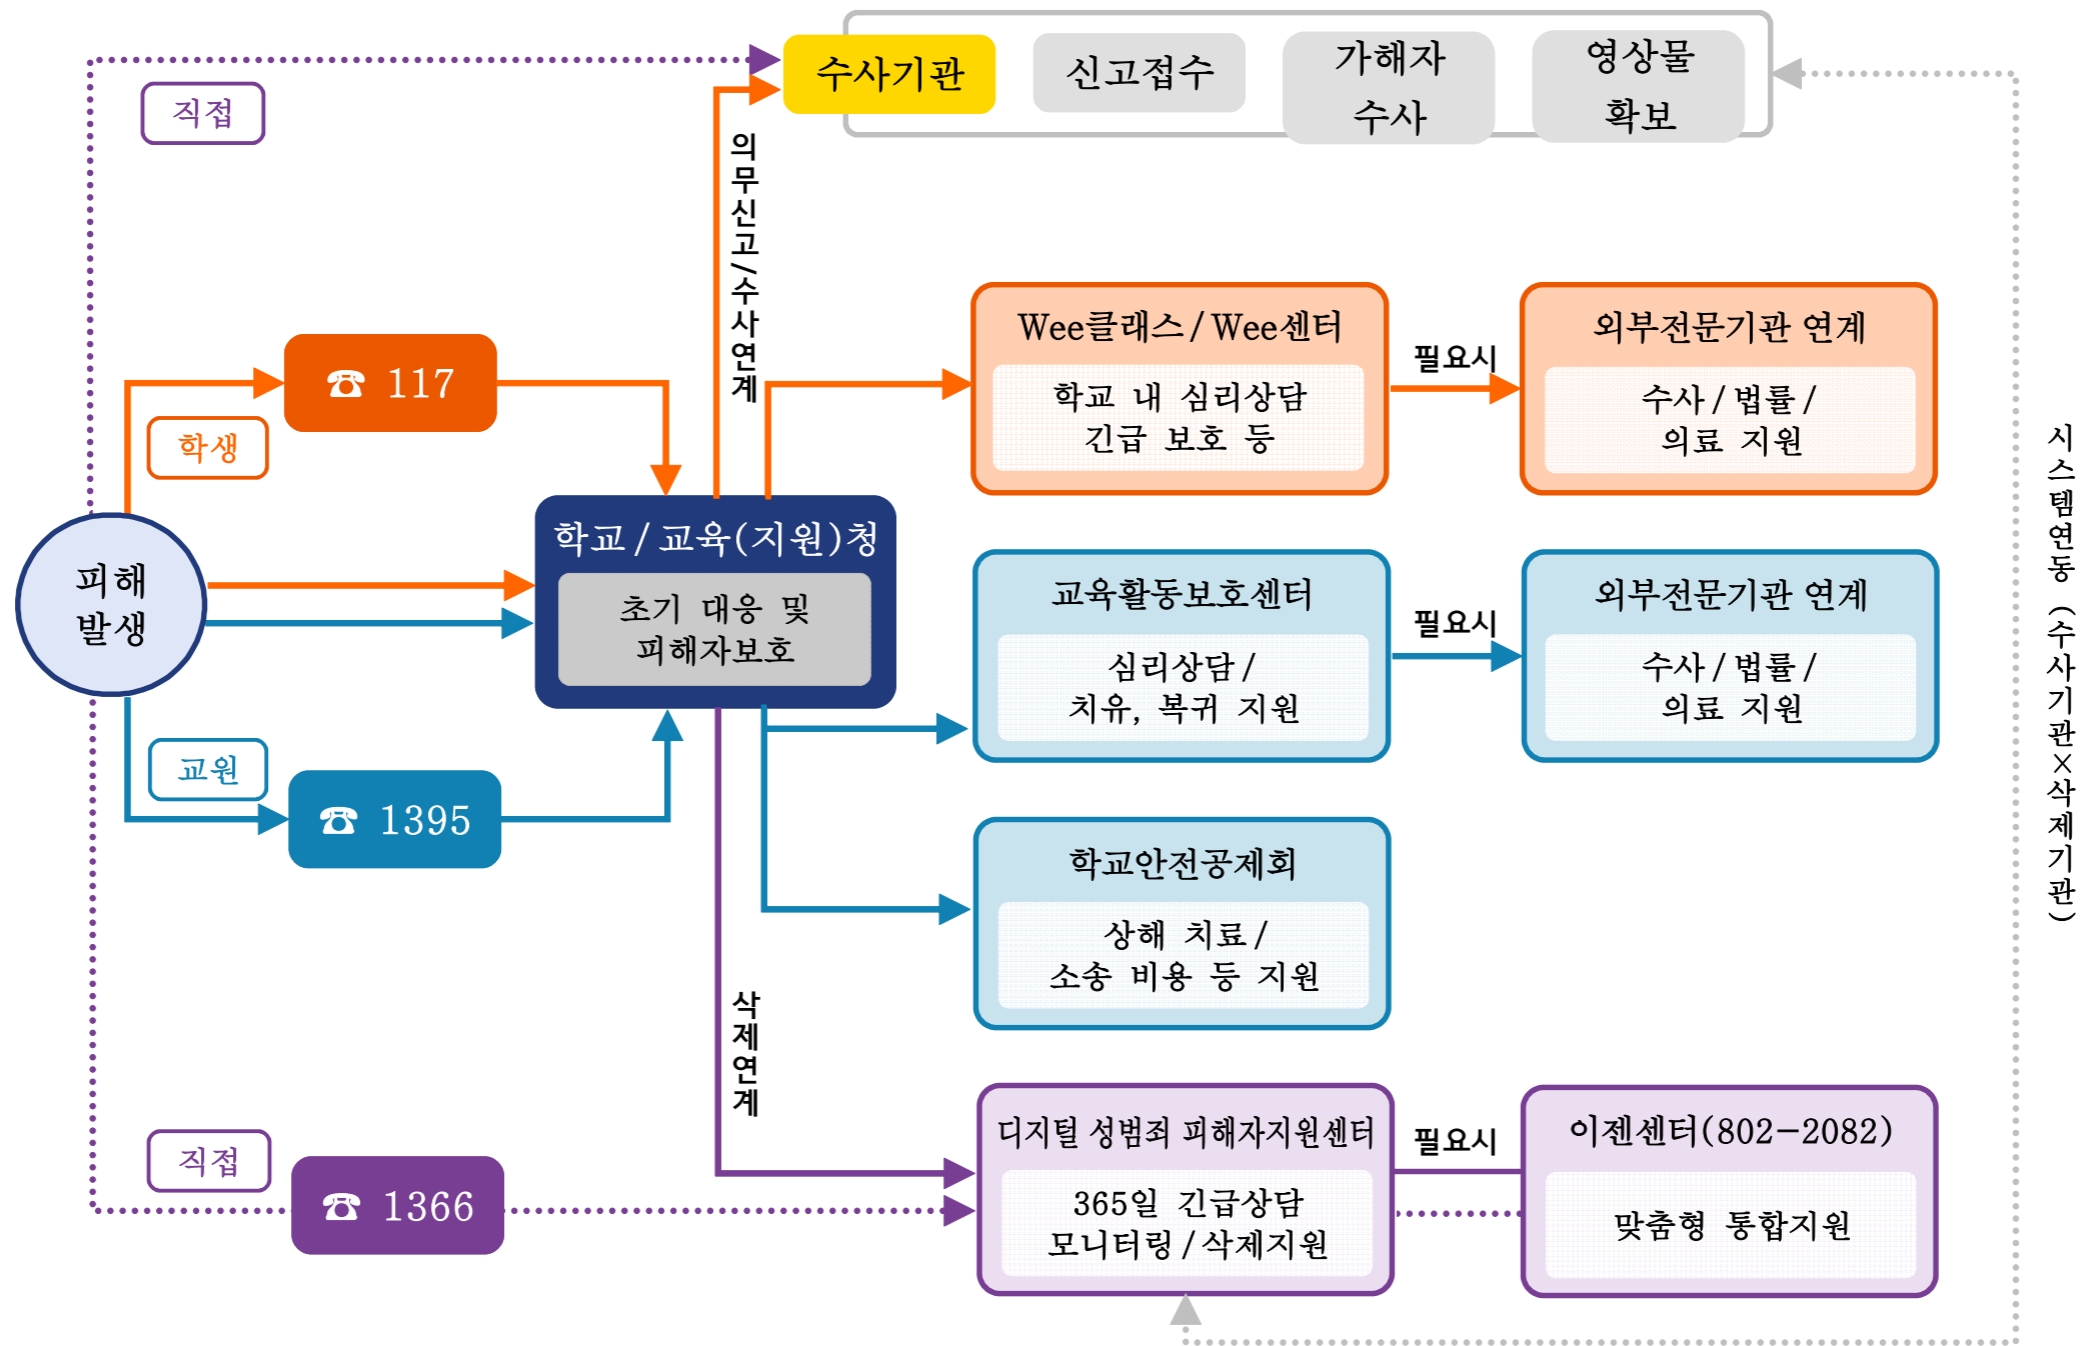 수사기관
신고접수
가해자
수사
영상물
확보
직접
의무신고/수사연계
☎ 117
학생
Wee클래스/Wee센터
학교 내 심리상담
긴급 보호 등
필요시
외부전문기관 연계
수사/법률/
의료 지원
피해
발생
학교/교육(지원)청
초기 대응 및
피해자보호
교육활동보호센터
심리상담/
치유, 복귀 지원
필요시
외부전문기관 연계
수사/법률/
의료 지원
시스템연동(수사기관×삭제기관)
교원
☎ 1395
학교안전공제회
상해 치료/
소송 비용 등 지원
삭제연계
직접
☎ 1366
디지털 성범죄 피해자지원센터
365일 긴급상담
모니터링/삭제지원
필요시
이젠센터(802-2082)
맞춤형 통합지원